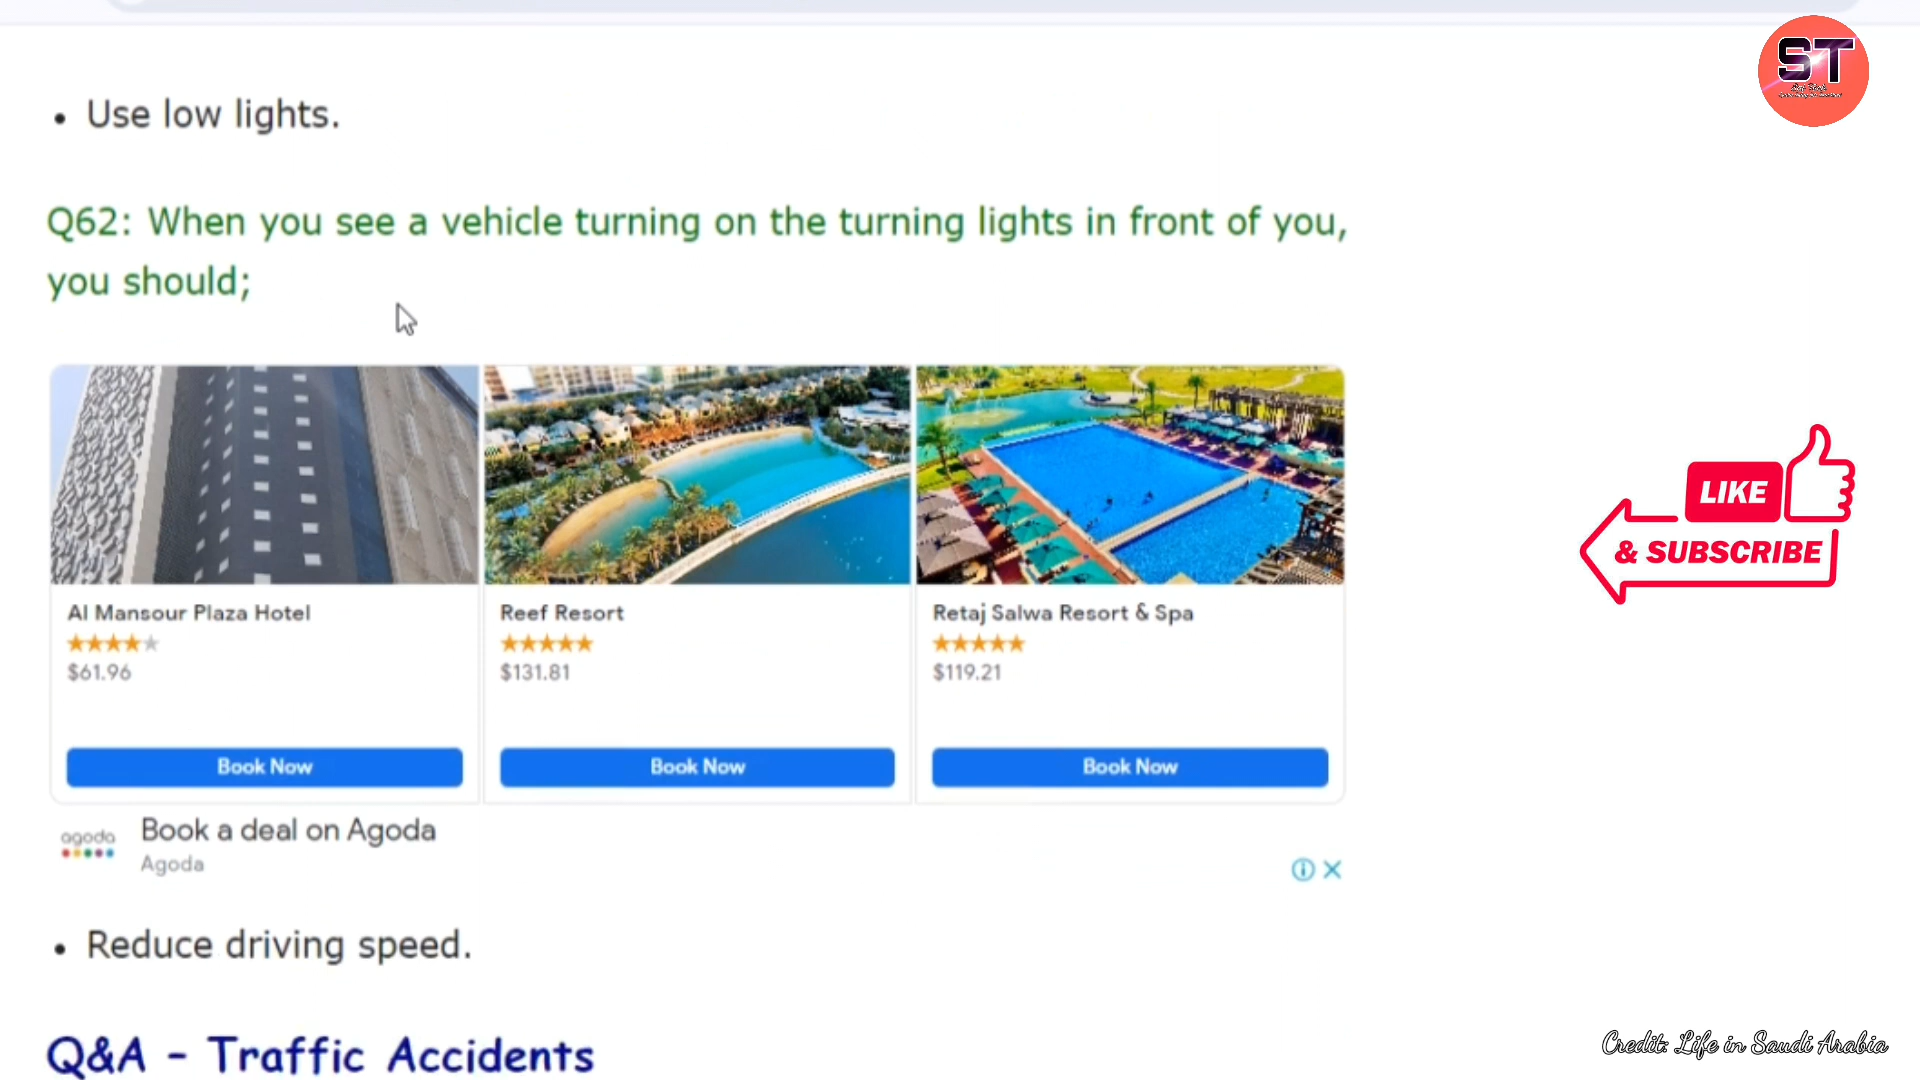 ST
• Use low lights.
Q62: When you see a vehicle turning on the turning lights in front of you,
you should;
LIKE
& SUBSCRIBE
Al Mansour Plaza Hotel
$61.96
Book Now
Reef Resort
$131.81
Book Now
Retaj Salwa Resort & Spa
$119.21
Book Now
agoda
Book a deal on Agoda
Agoda
• Reduce driving speed.
Q&A – Traffic Accidents
Credit: Life in Saudi Arabia